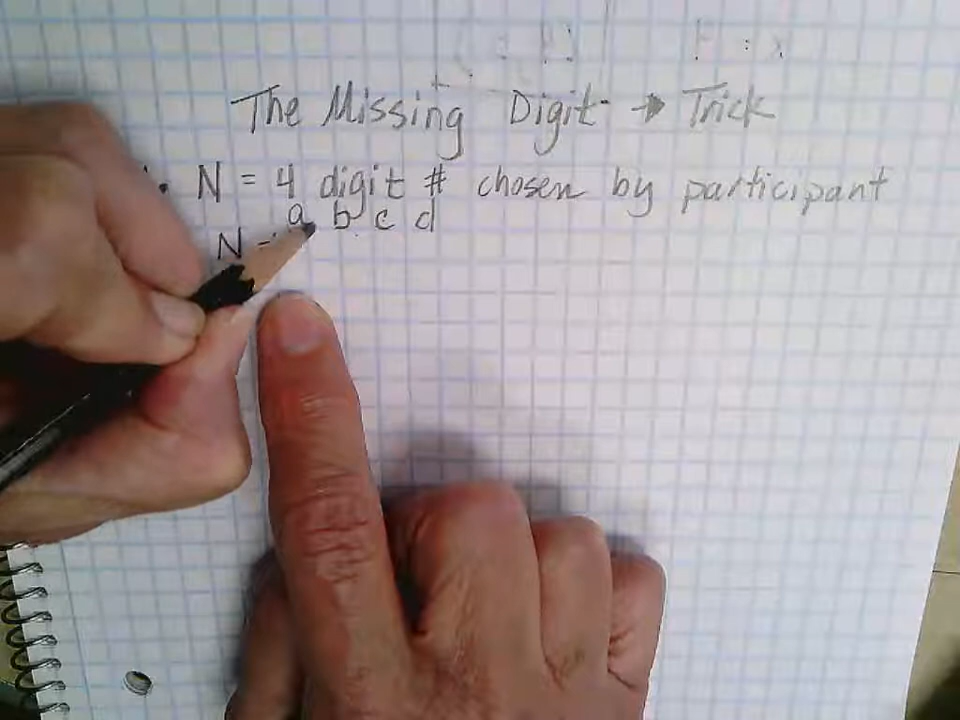 The Missing Digit → Trick
N = 4 digit # chosen by participant
a b c d
N =